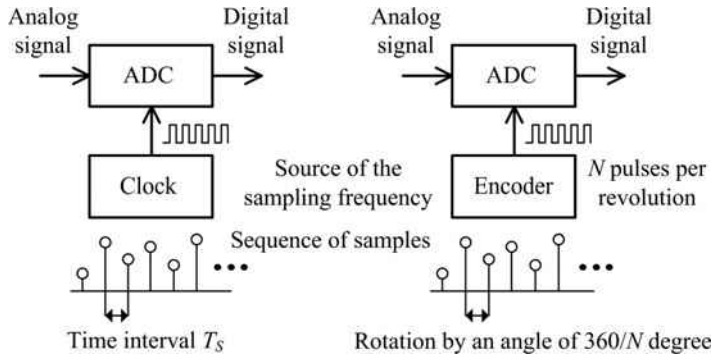 Analog signal
Digital signal
ADC
Clock
Analog signal
Digital signal
ADC
Encoder
Source of the sampling frequency
N pulses per revolution
Sequence of samples
Time interval T_S
Rotation by an angle of 360/N degree